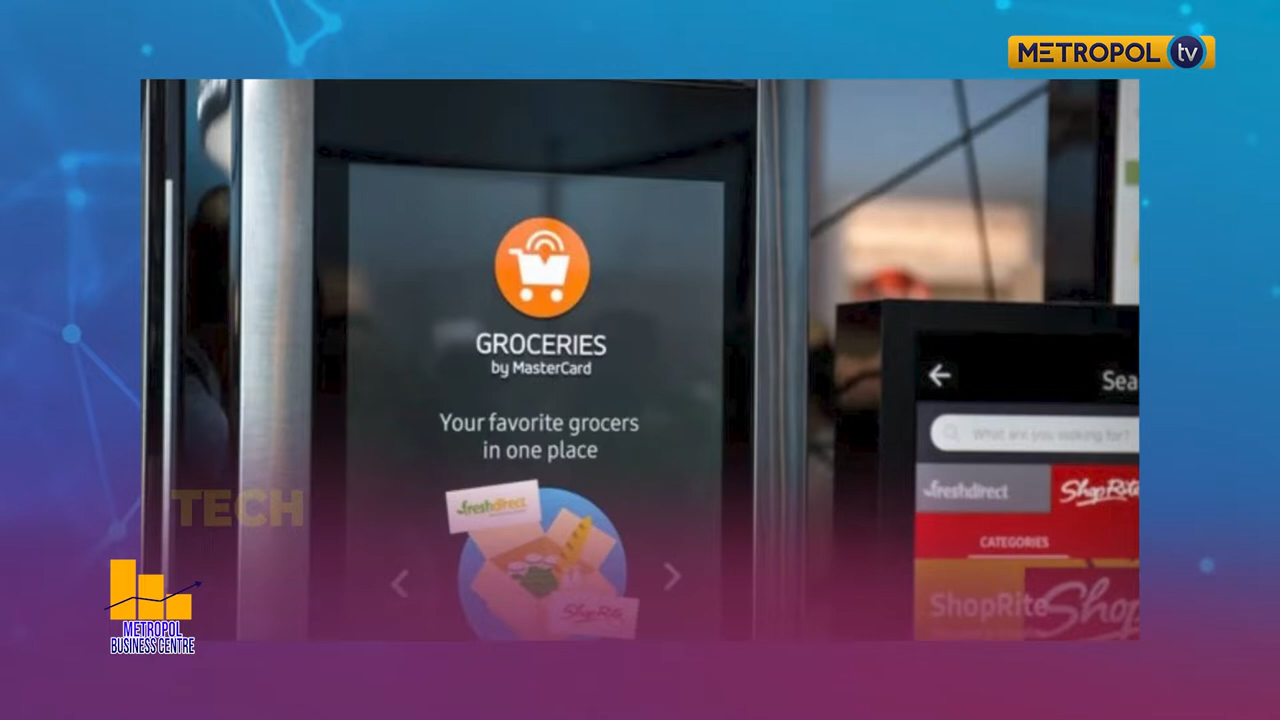 METROPOL tv
GROCERIES
by MasterCard
Your favorite grocers
in one place
freshdirect
ShopRite
Sea
What are you looking for?
freshdirect
ShopRite
CATEGORIES
ShopRite
Shop
TECH
METROPOL
BUSINESS CENTRE